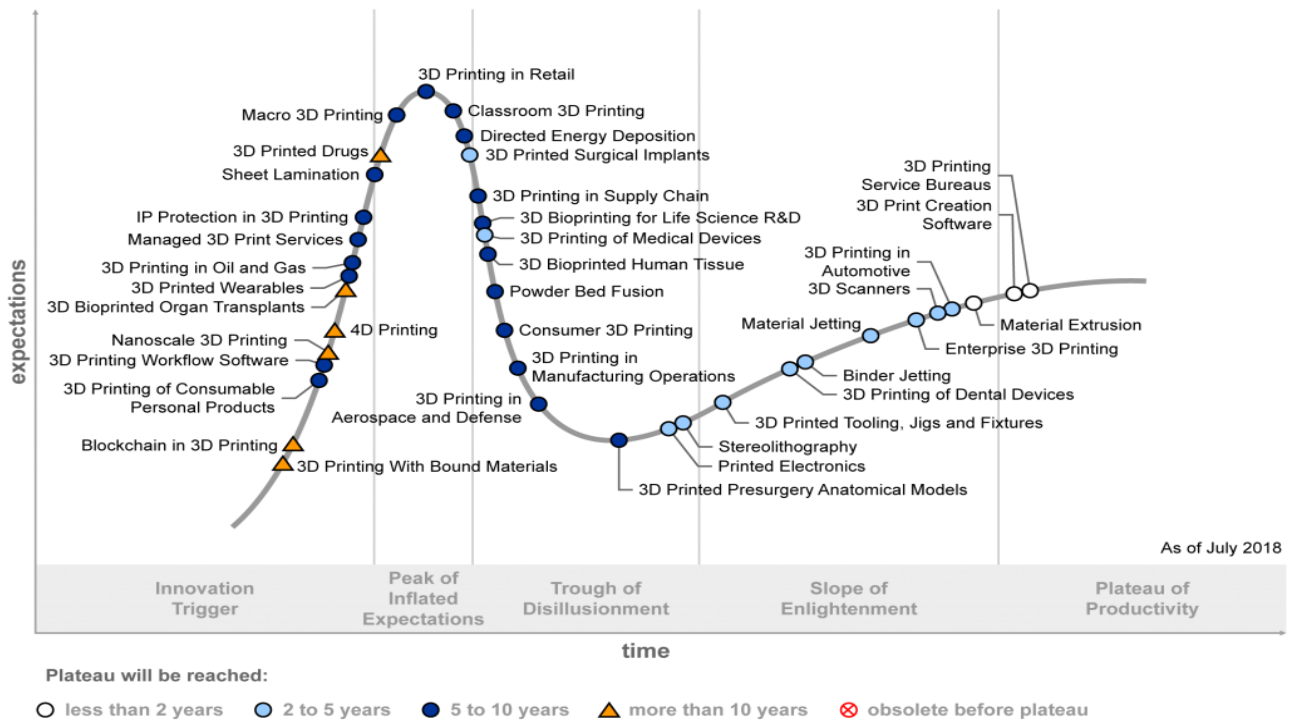 expectations
3D Printing in Retail
Macro 3D Printing
Classroom 3D Printing
Directed Energy Deposition
3D Printed Drugs
3D Printed Surgical Implants
Sheet Lamination
3D Printing in Supply Chain
IP Protection in 3D Printing
3D Bioprinting for Life Science R&D
Managed 3D Print Services
3D Printing of Medical Devices
3D Printing in Oil and Gas
3D Bioprinted Human Tissue
3D Printed Wearables
Powder Bed Fusion
3D Bioprinted Organ Transplants
4D Printing
Consumer 3D Printing
Nanoscale 3D Printing
3D Printing Workflow Software
3D Printing in
Manufacturing Operations
3D Printing of Consumable
Personal Products
3D Printing in
Aerospace and Defense
Blockchain in 3D Printing
3D Printing With Bound Materials
3D Printing
Service Bureaus
3D Print Creation
Software
3D Printing in
Automotive
3D Scanners
Material Jetting
Material Extrusion
Enterprise 3D Printing
Binder Jetting
3D Printing of Dental Devices
3D Printed Tooling, Jigs and Fixtures
Stereolithography
Printed Electronics
3D Printed Presurgery Anatomical Models
As of July 2018
Innovation
Trigger
Peak of
Inflated
Expectations
Trough of
Disillusionment
Slope of
Enlightenment
Plateau of
Productivity
time
Plateau will be reached:
less than 2 years
2 to 5 years
5 to 10 years
more than 10 years
obsolete before plateau